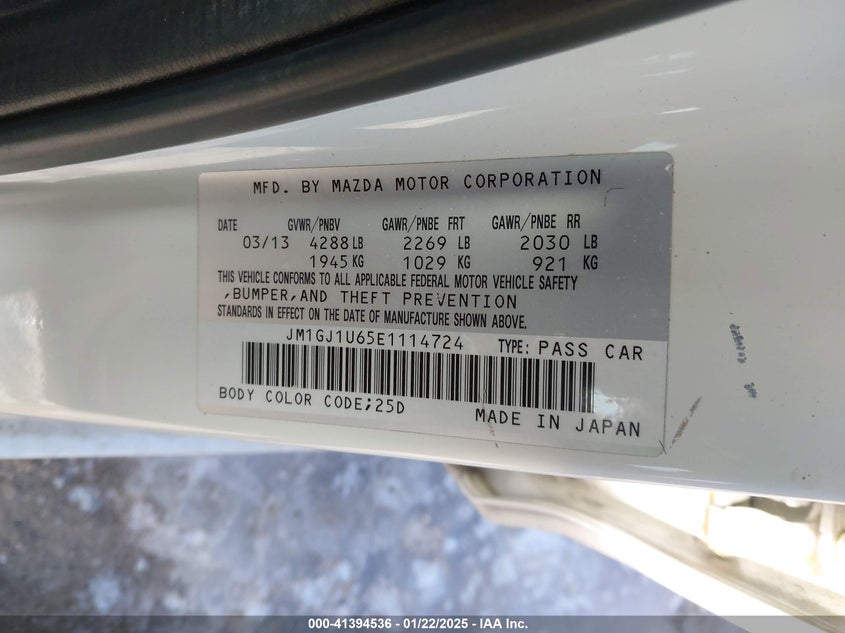 MFD. BY MAZDA MOTOR CORPORATION
DATE GVWR/PNBV GAWR/PNBE FRT GAWR/PNBE RR
03/13 4288 LB 2269 LB 2030 LB
1945 KG 1029 KG 921 KG
THIS VEHICLE CONFORMS TO ALL APPLICABLE FEDERAL MOTOR VEHICLE SAFETY
,BUMPER,AND THEFT PREVENTION
STANDARDS IN EFFECT ON THE DATE OF MANUFACTURE SHOWN ABOVE.
JM1GJ1U65E1114724 TYPE: PASS CAR
BODY COLOR CODE;25D MADE IN JAPAN
000-41394536 - 01/22/2025 - IAA Inc.